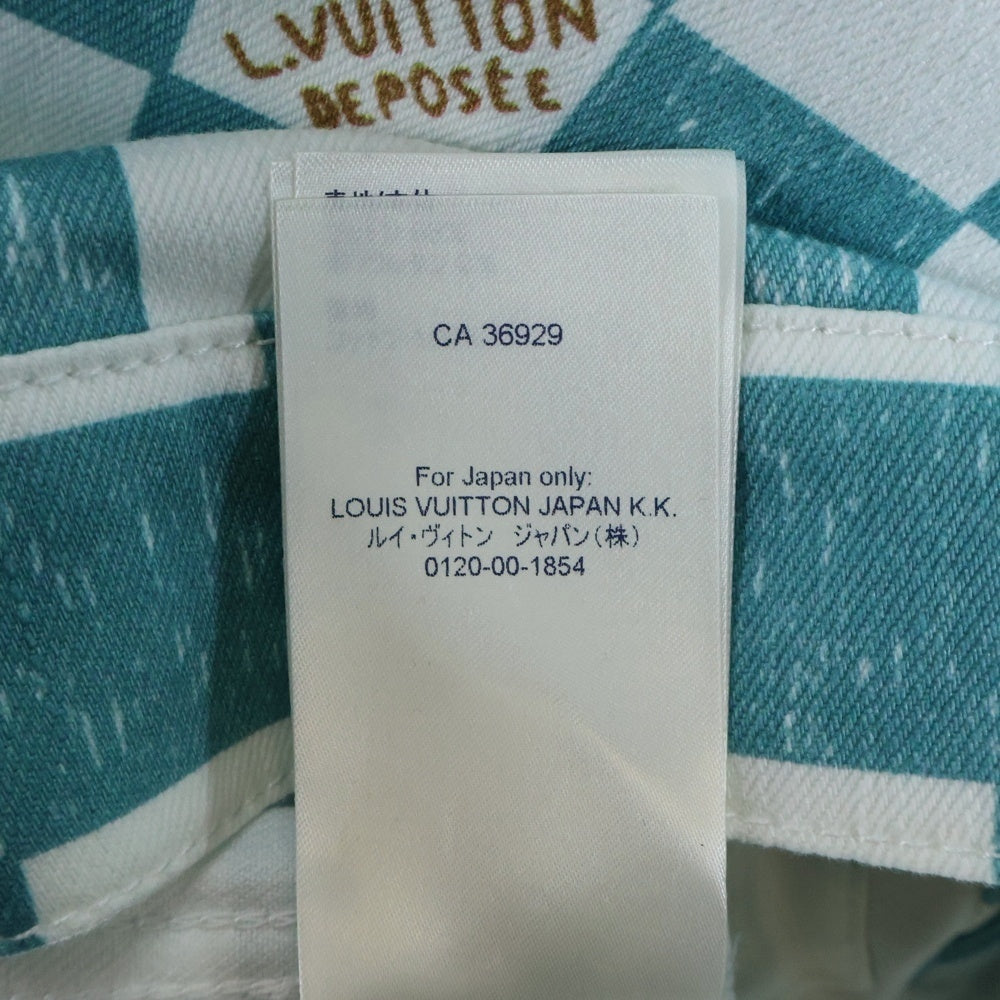 L.VUITTON
DEPOSÉE
CA 36929
For Japan only:
LOUIS VUITTON JAPAN K.K.
ルイ・ヴィトン ジャパン(株)
0120-00-1854